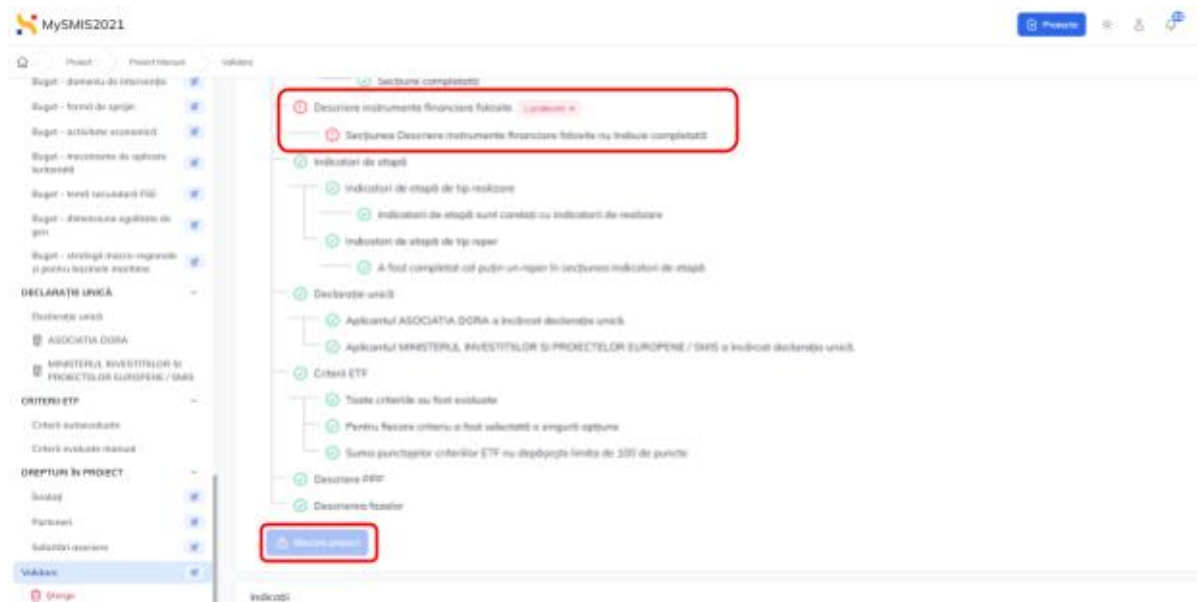 MySMIS2021
Proiecte
Proiect
Validare
Buget - domeniu de intervenție
Buget - formă de sprijin
Buget - activitate economică
Buget - mecanisme de aplicare
teritorială
Buget - temă secundară FSE
Buget - dimensiune egalitate de
gen
Buget - strategii macro-regionale
și pentru bazinele maritime
DECLARAȚIE UNICĂ
Declarație unică
ASOCIATIA DORA
MINISTERUL INVESTITIILOR SI
PROIECTELOR EUROPENE / SMIS
CRITERII ETF
Criterii autoevaluate
Criterii evaluate manual
DREPTURI ÎN PROIECT
Invitați
Parteneri
Solicitări asociere
Validare
Șterge
Secțiune completată
Descriere instrumente financiare folosite
Secțiunea Descriere instrumente financiare folosite nu trebuie completată
Indicatori de etapă
Indicatori de etapă de tip realizare
Indicatorii de etapă sunt corelați cu indicatorii de realizare
Indicatori de etapă de tip reper
A fost completat cel puțin un reper în secțiunea indicatori de etapă
Declarație unică
Aplicantul ASOCIATIA DORA a încărcat declarația unică.
Aplicantul MINISTERUL INVESTITIILOR SI PROIECTELOR EUROPENE / SMIS a încărcat declarația unică.
Criterii ETF
Toate criteriile au fost evaluate
Pentru fiecare criteriu a fost selectată o singură opțiune
Suma punctajelor criteriilor ETF nu depășește limita de 100 de puncte
Descriere PPP
Descrierea fazelor
Blocare proiect
Indicații